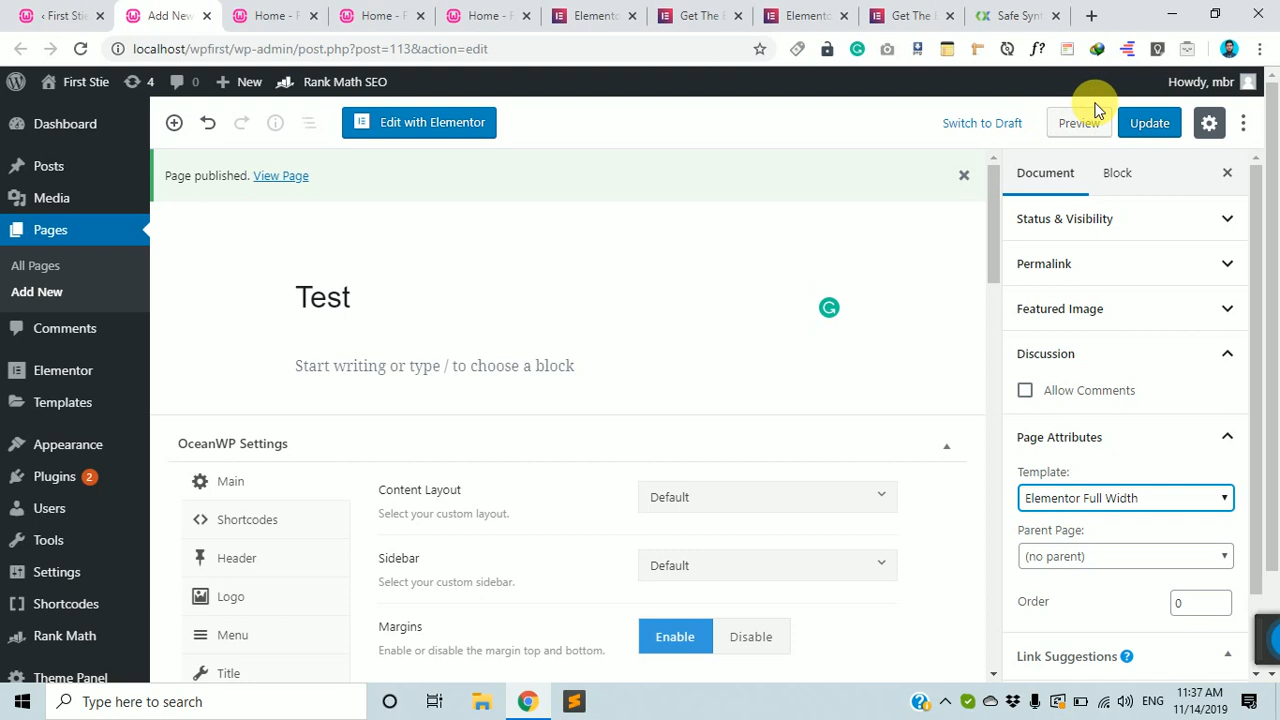 ‹ First Stie
Add New
Home - F
Home - F
Home - F
Elemento
Get The E
Elemento
Get The E
Safe Synt
localhost/wpfirst/wp-admin/post.php?post=113&action=edit
First Stie
4
0
New
Rank Math SEO
Howdy, mbr
Dashboard
Posts
Media
Pages
All Pages
Add New
Comments
Elementor
Templates
Appearance
Plugins 2
Users
Tools
Settings
Shortcodes
Rank Math
Theme Panel
Edit with Elementor
Switch to Draft
Preview
Update
Page published. View Page
Test
Start writing or type / to choose a block
OceanWP Settings
Main
Shortcodes
Header
Logo
Menu
Title
Content Layout
Select your custom layout.
Default
Sidebar
Select your custom sidebar.
Default
Margins
Enable or disable the margin top and bottom.
Enable
Disable
Document
Block
Status & Visibility
Permalink
Featured Image
Discussion
Allow Comments
Page Attributes
Template:
Elementor Full Width
Parent Page:
(no parent)
Order
0
Link Suggestions
Type here to search
ENG
11:37 AM
11/14/2019